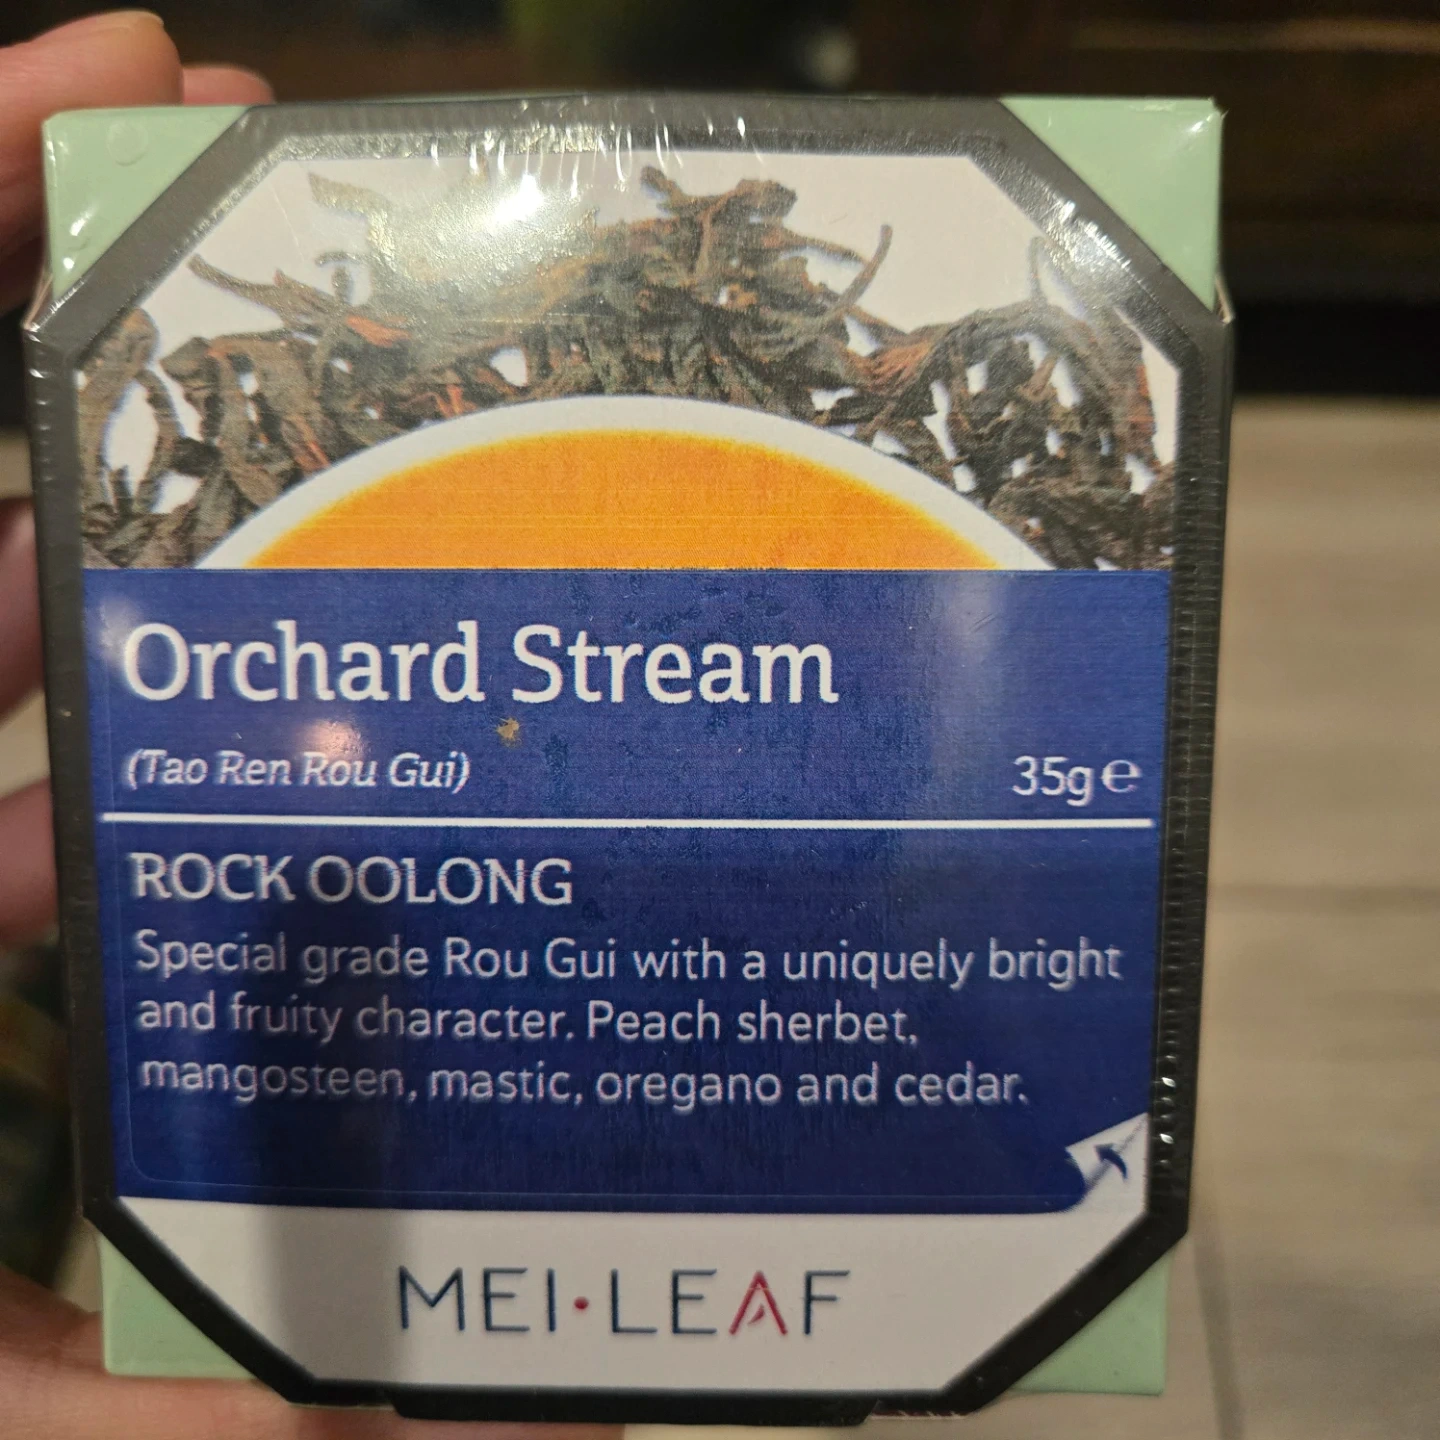 Orchard Stream
(Tao Ren Rou Gui)
35g ℮
ROCK OOLONG
Special grade Rou Gui with a uniquely bright
and fruity character. Peach sherbet,
mangosteen, mastic, oregano and cedar.
MEI·LEAF